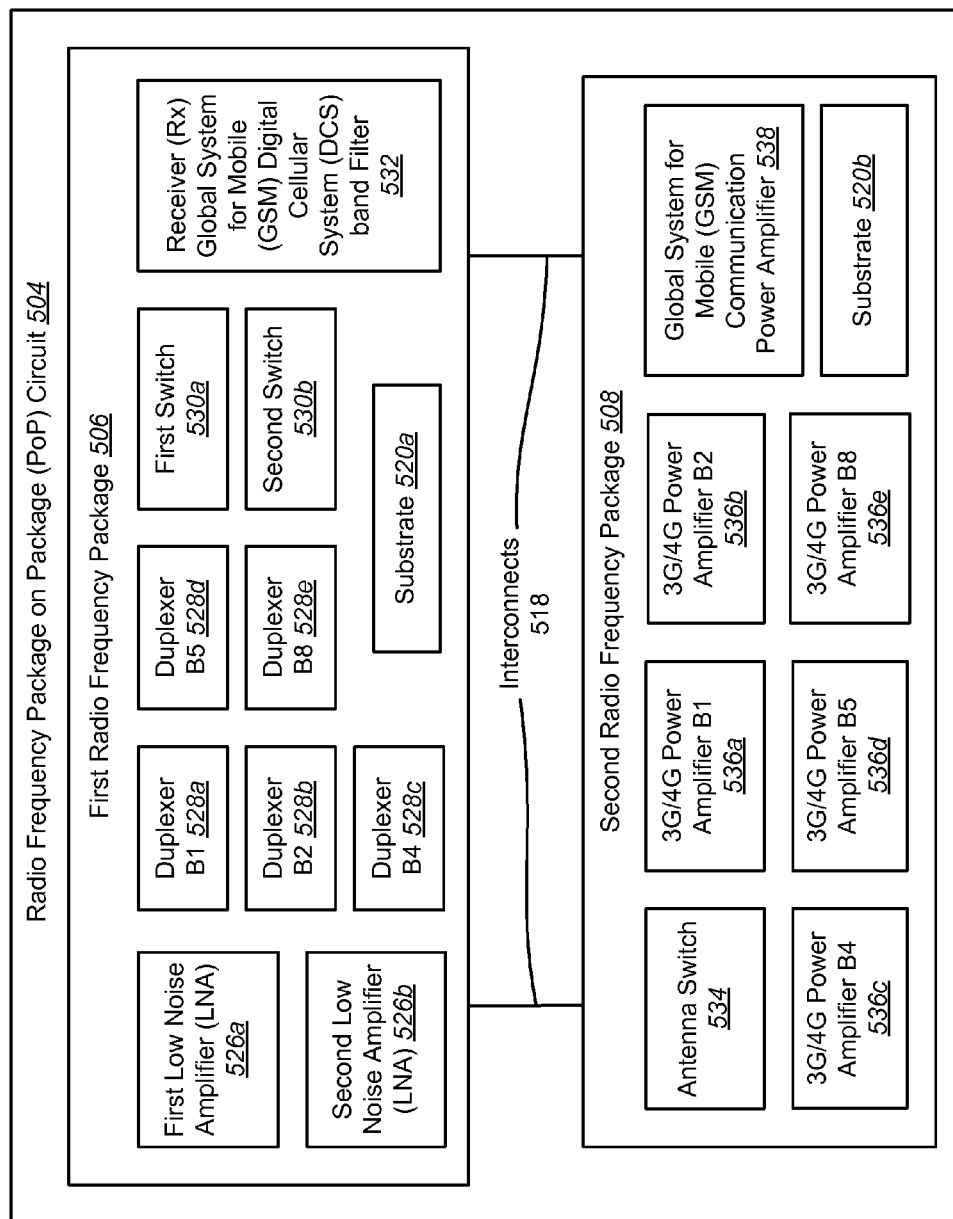 Radio Frequency Package on Package (PoP) Circuit 504
First Radio Frequency Package 506
First Low Noise
Amplifier (LNA)
526a
Second Low
Noise Amplifier
(LNA) 526b
Duplexer
B1 528a
Duplexer
B2 528b
Duplexer
B4 528c
Duplexer
B5 528d
Duplexer
B8 528e
First Switch
530a
Second Switch
530b
Substrate 520a
Receiver (Rx)
Global System
for Mobile
(GSM) Digital
Cellular
System (DCS)
band Filter
532
Interconnects
518
Second Radio Frequency Package 508
Antenna Switch
534
3G/4G Power
Amplifier B4
536c
3G/4G Power
Amplifier B1
536a
3G/4G Power
Amplifier B5
536d
3G/4G Power
Amplifier B2
536b
3G/4G Power
Amplifier B8
536e
Global System for
Mobile (GSM)
Communication
Power Amplifier 538
Substrate 520b